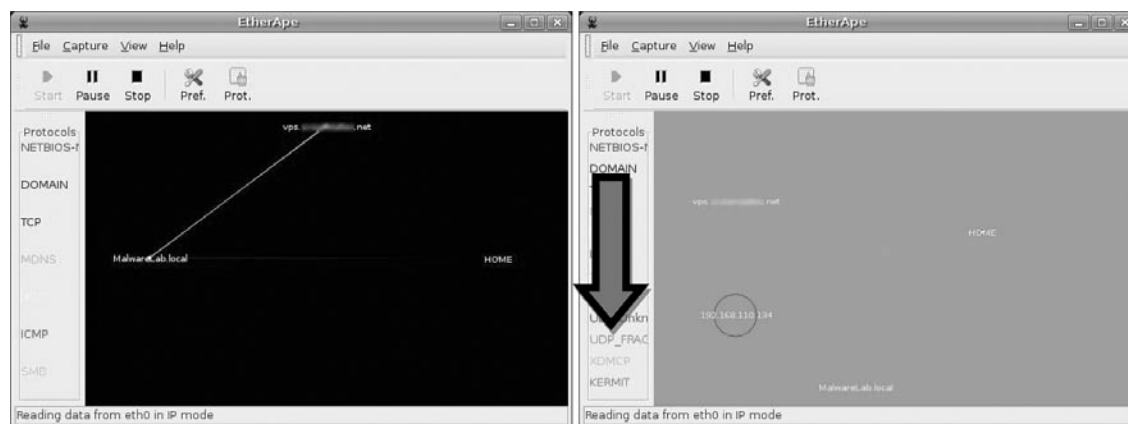 EtherApe
File Capture View Help
Start Pause Stop Pref. Prot.
Protocols
NETBIOS-N
DOMAIN
TCP
MDNS
ICMP
SMB
vps. .net
MalwareLab.local
HOME
Reading data from eth0 in IP mode
EtherApe
File Capture View Help
Start Pause Stop Pref. Prot.
Protocols
NETBIOS-N
DOMAIN
UDP_FRAC
XDMCP
KERMIT
vps. .net
HOME
192.168.110.134
MalwareLab.local
Reading data from eth0 in IP mode